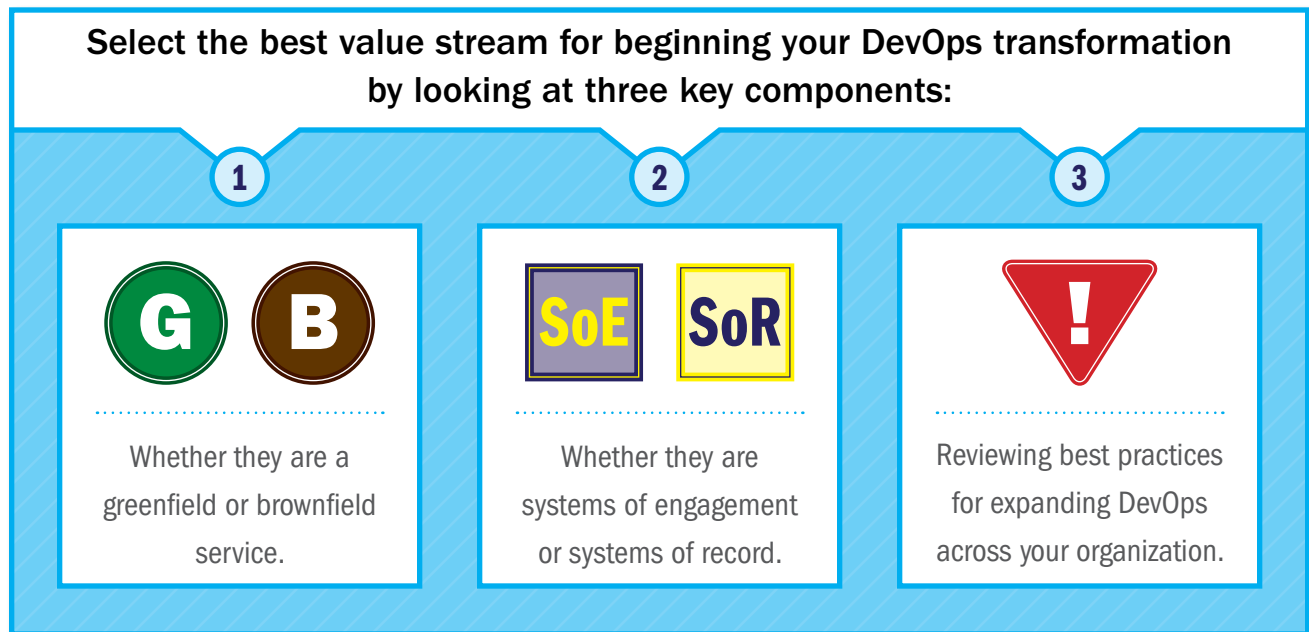 Select the best value stream for beginning your DevOps transformation
by looking at three key components:
1
G B
Whether they are a
greenfield or brownfield
service.
2
SoE SoR
Whether they are
systems of engagement
or systems of record.
3
!
Reviewing best practices
for expanding DevOps
across your organization.